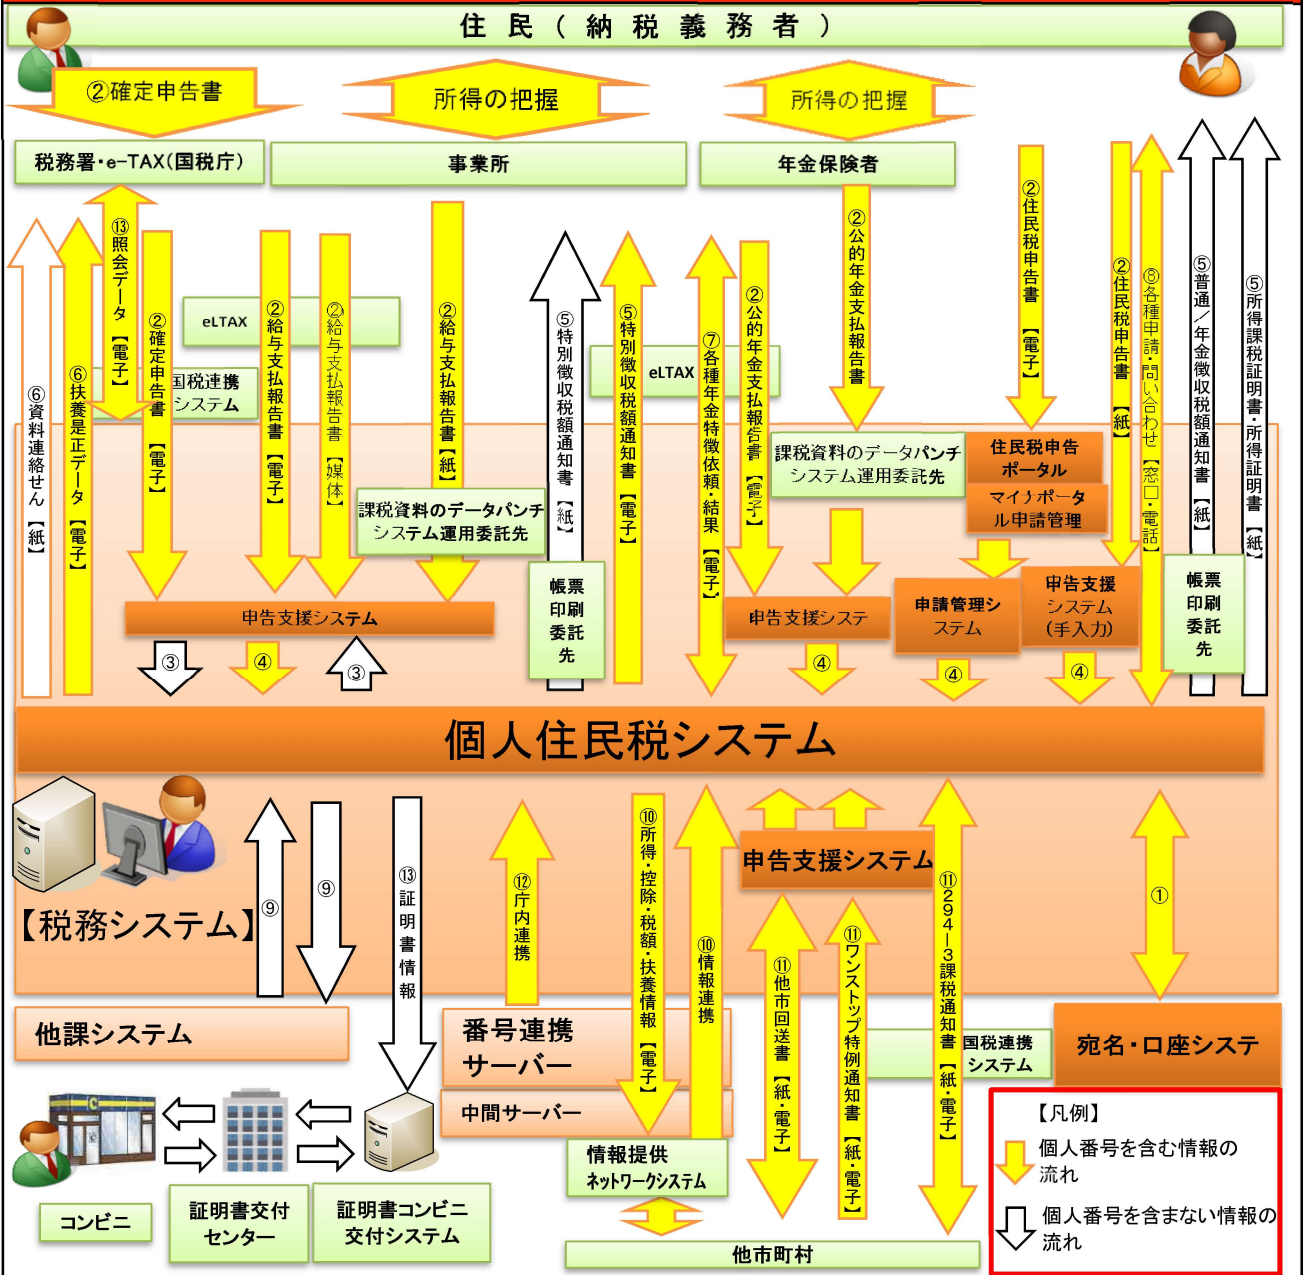 住民(納税義務者)
②確定申告書
所得の把握
所得の把握
税務署・e-TAX(国税庁)
事業所
年金保険者
⑥資料連絡せん【紙】
⑥扶養是正データ【電子】
⑬照会データ【電子】
②確定申告書【電子】
eLTAX
国税連携
システム
②給与支払報告書【電子】
②給与支払報告書【媒体】
②給与支払報告書【紙】
⑤特別徴収税額通知書【紙】
⑤特別徴収税額通知書【電子】
eLTAX
⑦各種年金特徴依頼・結果【電子】
②公的年金支払報告書【電子】
②公的年金支払報告書
②住民税申告書【電子】
②住民税申告書【紙】
⑧各種申請・問い合わせ【窓口・電話】
⑤普通/年金徴収税額通知書【紙】
⑤所得課税証明書・所得証明書【紙】
課税資料のデータパンチ
システム運用委託先
課税資料のデータパンチ
システム運用委託先
住民税申告
ポータル
マイナポータ
ル申請管理
帳票
印刷
委託
先
申告支援システム
申告支援システ
申請管理シ
ステム
申告支援
システム
(手入力)
帳票
印刷
委託
先
③
④
③
④
④
④
個人住民税システム
【税務システム】
⑨
⑨
⑬証明書情報
⑫庁内連携
⑩所得・控除・税額・扶養情報【電子】
⑩情報連携
申告支援システム
⑪他市回送書【紙・電子】
⑪ワンストップ特例通知書【紙・電子】
⑪294-3課税通知書【紙・電子】
①
他課システム
番号連携
サーバー
中間サーバー
国税連携
システム
宛名・口座システ
情報提供
ネットワークシステム
コンビニ
証明書交付
センター
証明書コンビニ
交付システム
他市町村
【凡例】
個人番号を含む情報の
流れ
個人番号を含まない情報の
流れ